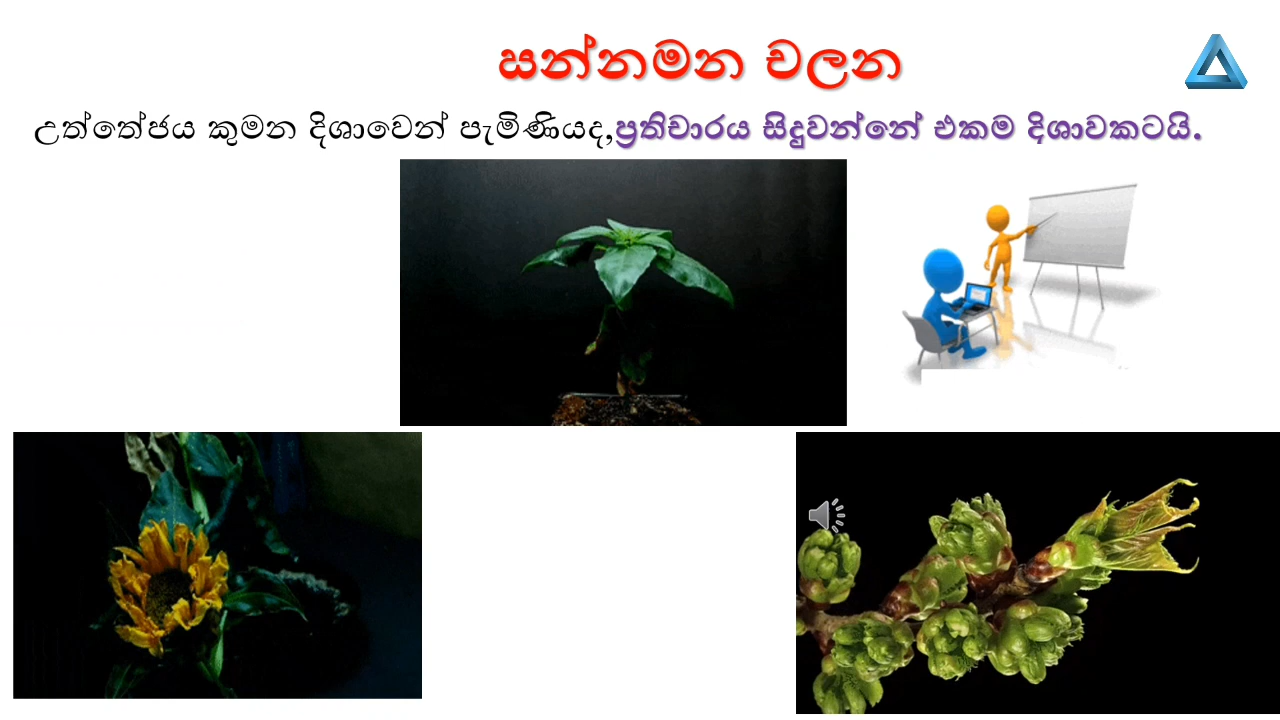 සන්නමන චලන
උත්තේජය කුමන දිශාවෙන් පැමිණියද,ප්‍රතිචාරය සිදුවන්නේ එකම දිශාවකටයි.